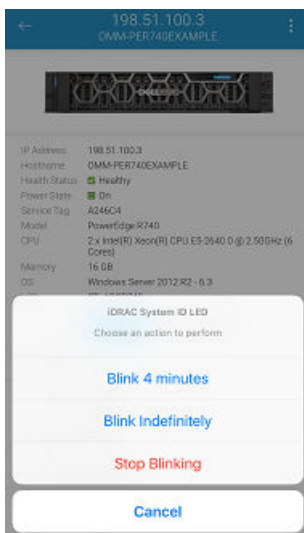 198.51.100.3
OMM-PER740EXAMPLE
DELL EMC
IP Address 198.51.100.3
Hostname OMM-PER740EXAMPLE
Health Status Healthy
Power State On
Service Tag A246C4
Model PowerEdge R740
CPU 2 x Intel(R) Xeon(R) CPU E5-2640 0 @ 2.50GHz (6
Cores)
Memory 16 GB
OS Windows Server 2012 R2 - 6.3
iDRAC System ID LED
Choose an action to perform
Blink 4 minutes
Blink Indefinitely
Stop Blinking
Cancel